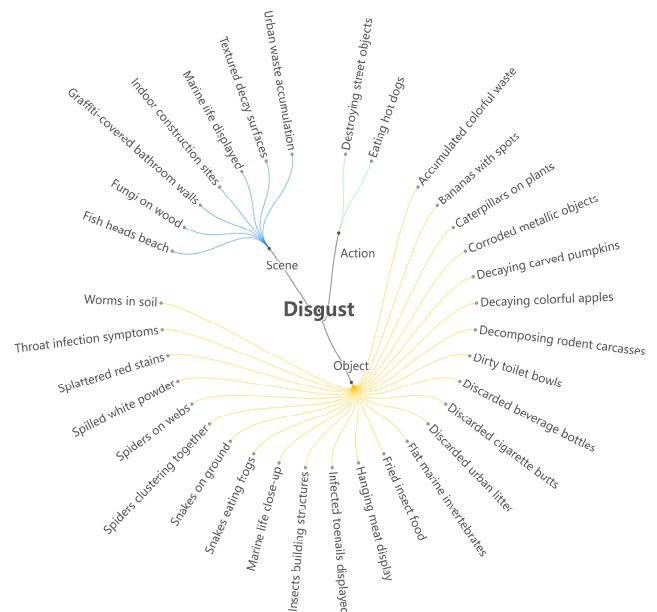 Disgust
Scene
Urban waste accumulation
Textured decay surfaces
Marine life displayed
Indoor construction sites
Graffiti-covered bathroom walls
Fungi on wood
Fish heads beach
Action
Destroying street objects
Eating hot dogs
Object
Accumulated colorful waste
Bananas with spots
Caterpillars on plants
Corroded metallic objects
Decaying carved pumpkins
Decaying colorful apples
Decomposing rodent carcasses
Dirty toilet bowls
Discarded beverage bottles
Discarded cigarette butts
Discarded urban litter
Flat marine invertebrates
Fried insect food
Hanging meat display
Infected toenails displayed
Insects building structures
Marine life close-up
Snakes eating frogs
Snakes on ground
Spiders clustering together
Spiders on webs
Spilled white powder
Splattered red stains
Throat infection symptoms
Worms in soil